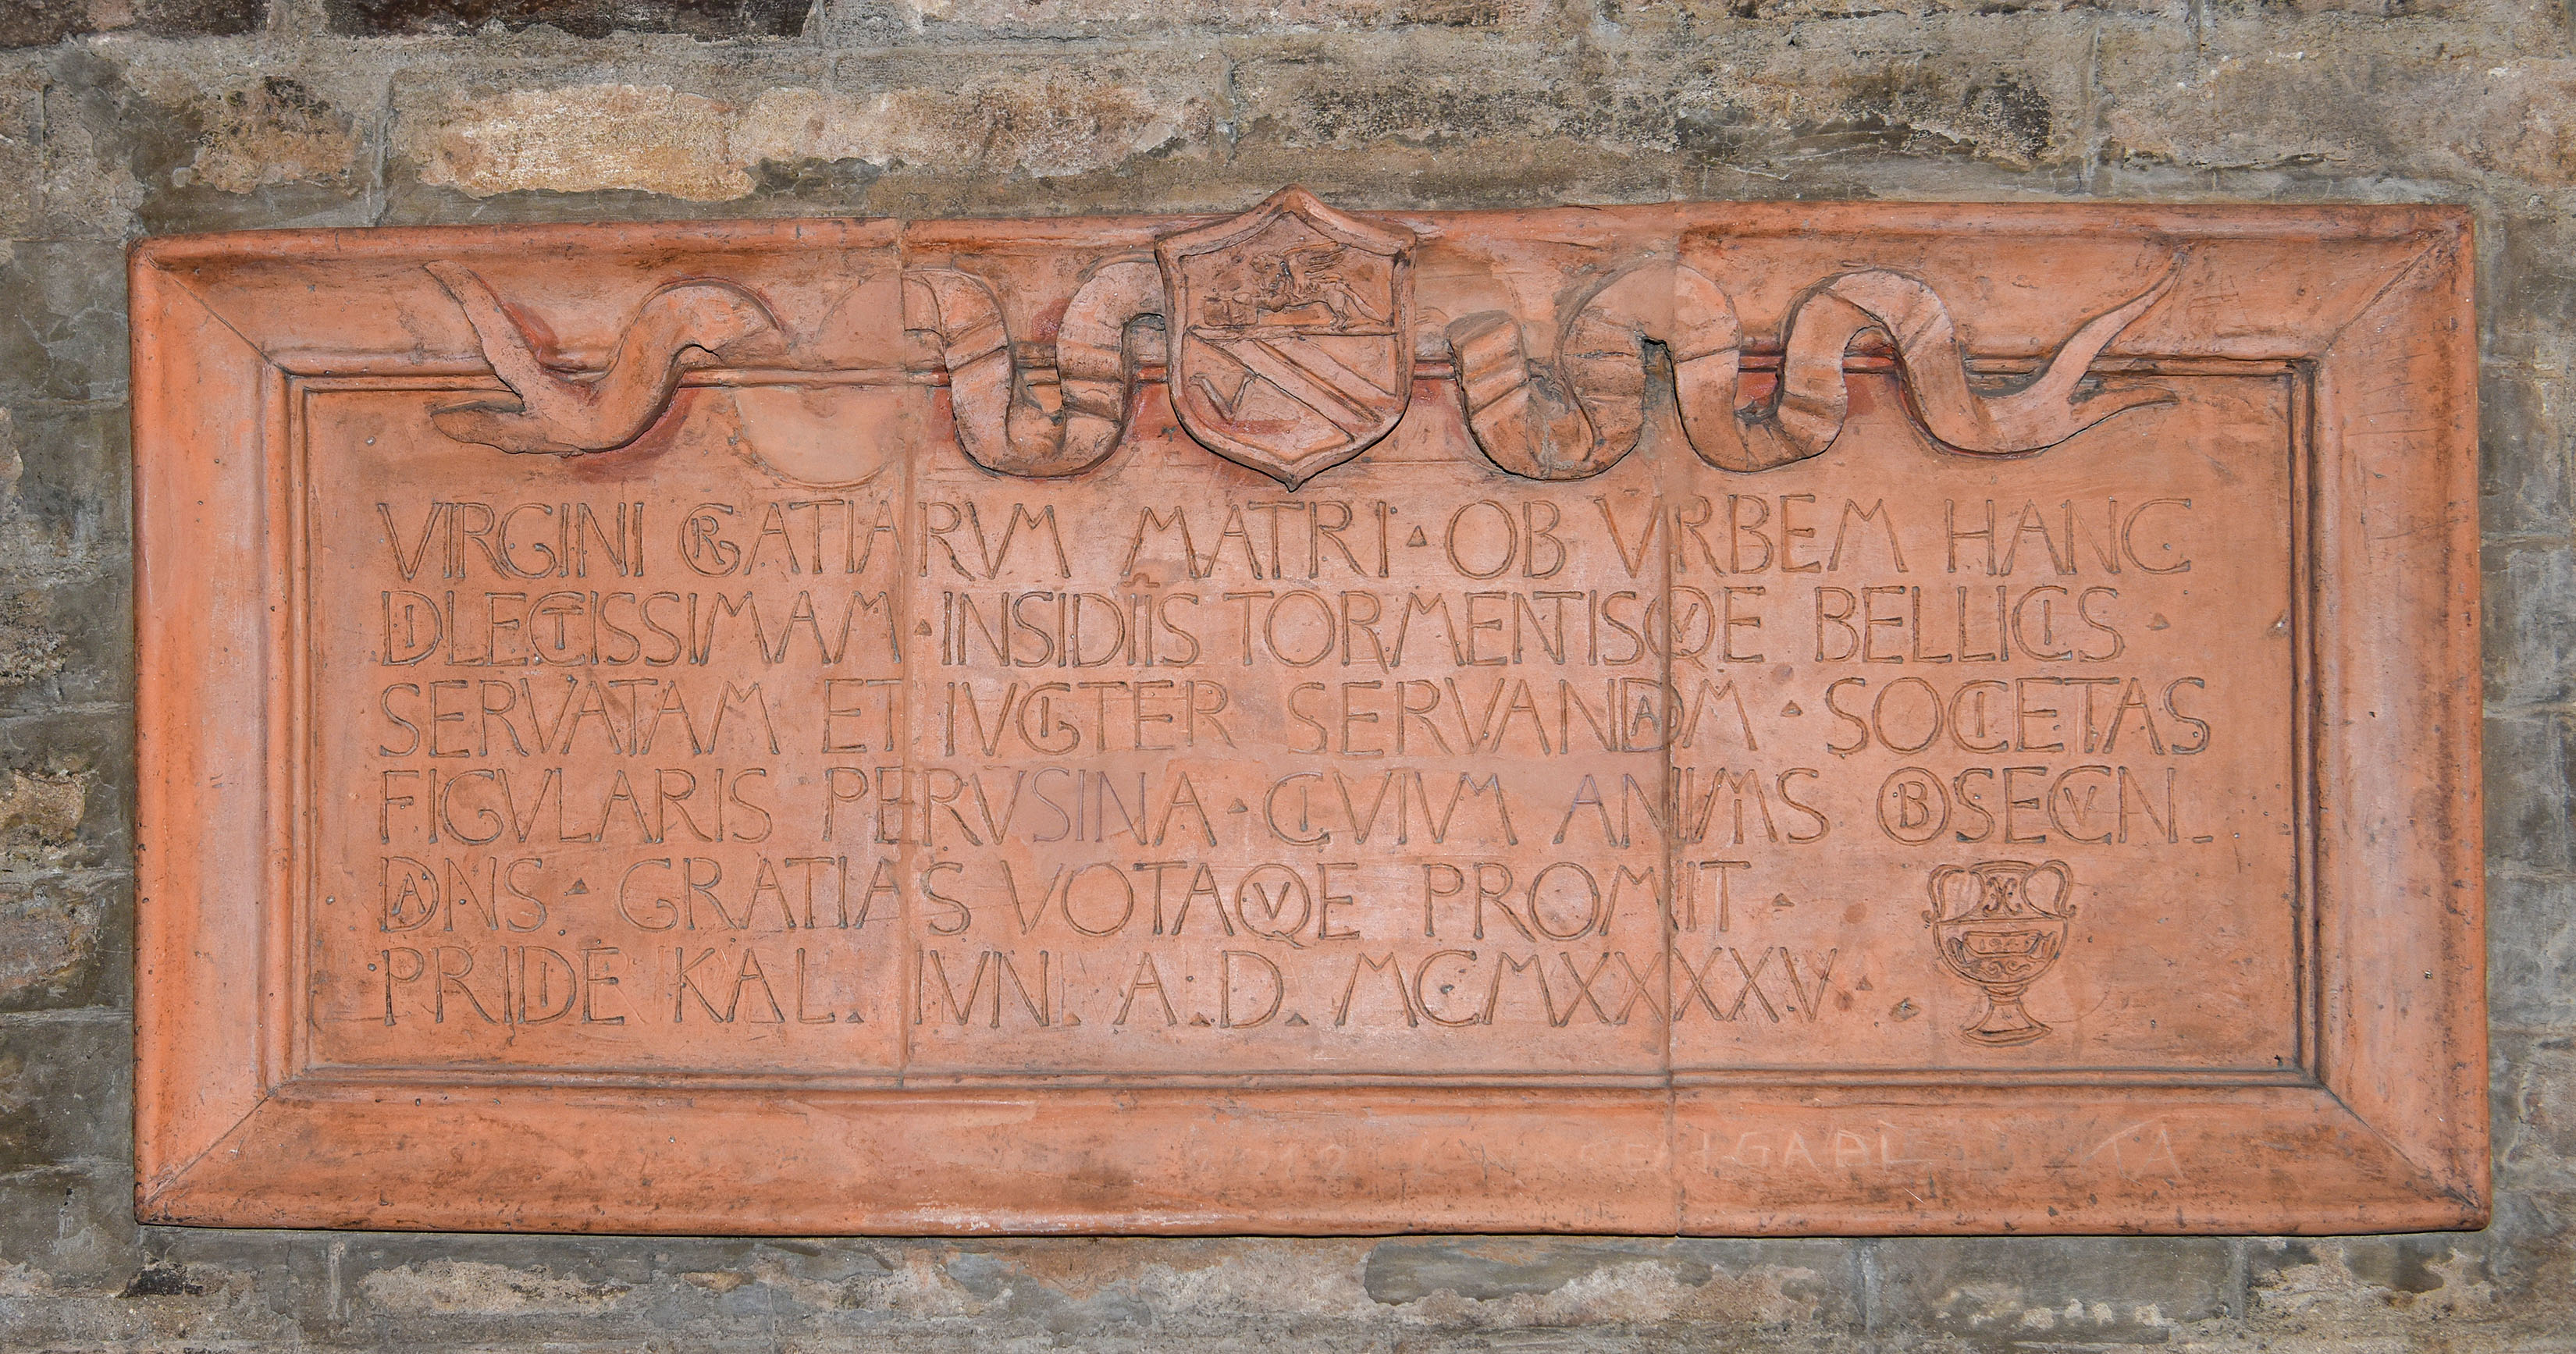 VIRGINI GRATIARVM MATRI · OB VRBEM HANC
DILECTISSIMAM · INSIDIIS TORMENTISQVE BELLICIS ·
SERVATAM ET IVGITER SERVANDAM · SOCIETAS
FIGVLARIS PERVSINA · CIVIVM ANIMIS OBSECVN_
DANS · GRATIAS VOTAQVE PROMIT ·
PRIDIE KAL. IVN. A. D. MCMXXXXV.